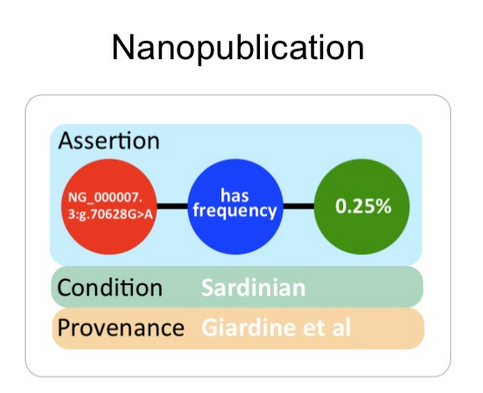 Nanopublication
Assertion
NG_000007.
3:g.70628G>A
has
frequency
0.25%
Condition Sardinian
Provenance Giardine et al